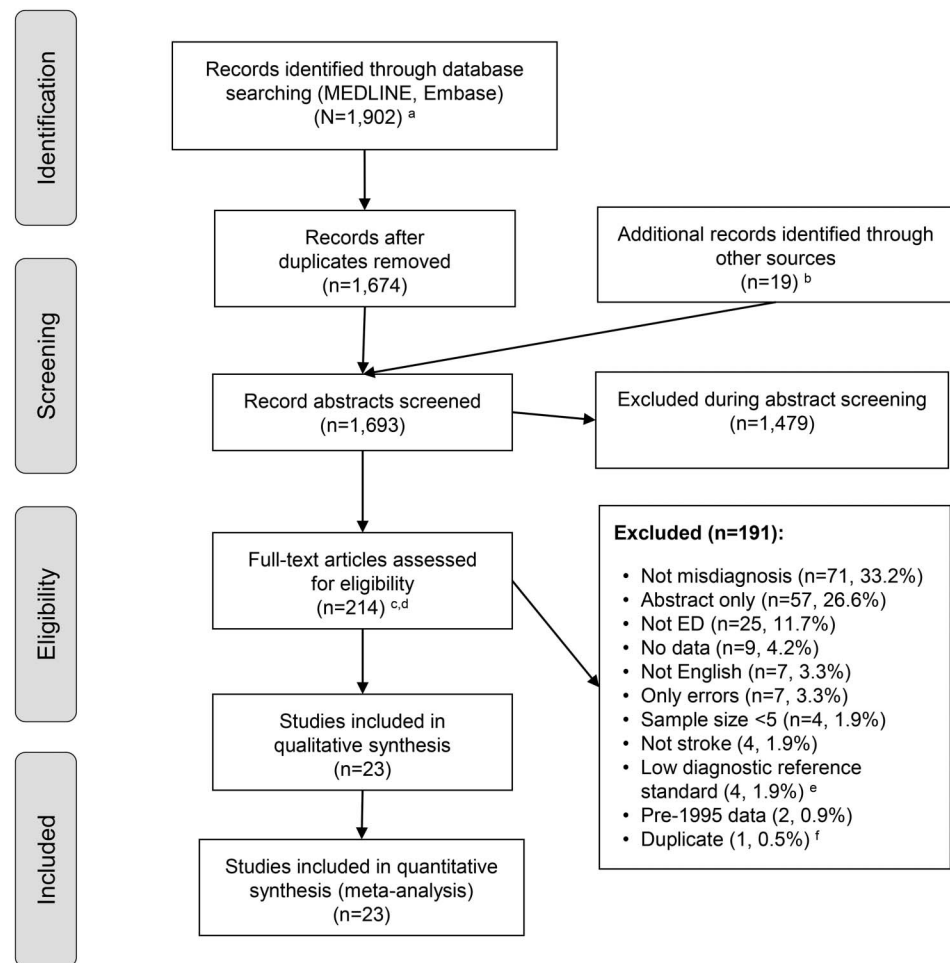 Identification
Records identified through database
searching (MEDLINE, Embase)
(N=1,902) a
Records after
duplicates removed
(n=1,674)
Additional records identified through
other sources
(n=19) b
Screening
Record abstracts screened
(n=1,693)
Excluded during abstract screening
(n=1,479)
Eligibility
Full-text articles assessed
for eligibility
(n=214) c,d
Excluded (n=191):
• Not misdiagnosis (n=71, 33.2%)
• Abstract only (n=57, 26.6%)
• Not ED (n=25, 11.7%)
• No data (n=9, 4.2%)
• Not English (n=7, 3.3%)
• Only errors (n=7, 3.3%)
• Sample size <5 (n=4, 1.9%)
• Not stroke (4, 1.9%)
• Low diagnostic reference
standard (4, 1.9%) e
• Pre-1995 data (2, 0.9%)
• Duplicate (1, 0.5%) f
Studies included in
qualitative synthesis
(n=23)
Included
Studies included in quantitative
synthesis (meta-analysis)
(n=23)